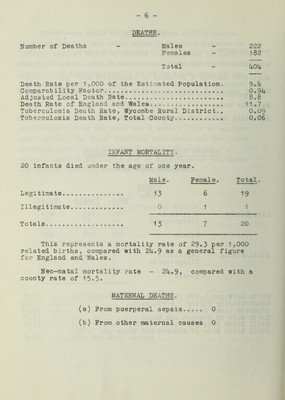 - 6 -
DEATHS.
Number of Deaths - Males - 222
Females - 182
Total - 404
Death Rate per 1,000 of the Estimated Population. 9.4
Comparability Factor........................ 0.94
Adjusted Local Death Rate................... 8.8
Death Rate of England and Wales............. 11.7
Tuberculosis Death Rate, Wycombe Rural District.. 0.09
Tuberculosis Death Rate, Total County........... 0.06
INFANT MORTALITY.
20 infants died under the age of one year.
Male. Female. Total.
Legitimate.............. 13 6 19
Illegitimate............ 0 1 1
Totals.................. 13 7 20
This represents a mortality rate of 29.3 per 1,000
related births, compared with 24.9 as a general figure
for England and Wales.
Neo-natal mortality rate - 24.9, compared with a
county rate of 15.5.
MATERNAL DEATHS.
(a) From puerperal sepsis..... 0
(b) From other maternal causes 0